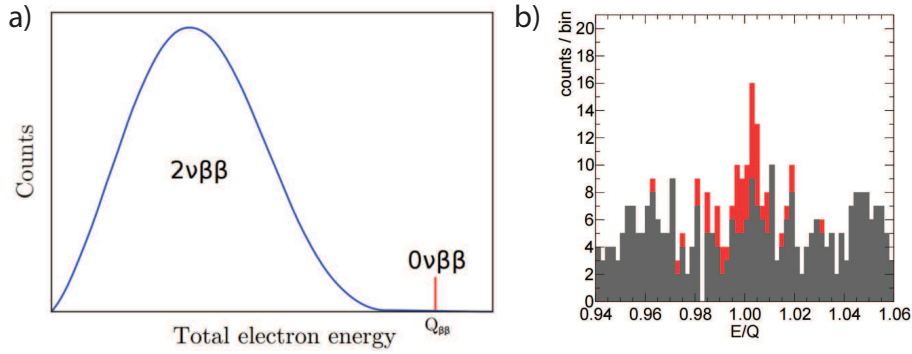 a)
Counts
2νββ
0νββ
Total electron energy
Qββ
b)
counts / bin
20
18
16
14
12
10
8
6
4
2
0
0.94 0.96 0.98 1.00 1.02 1.04 1.06
E/Q